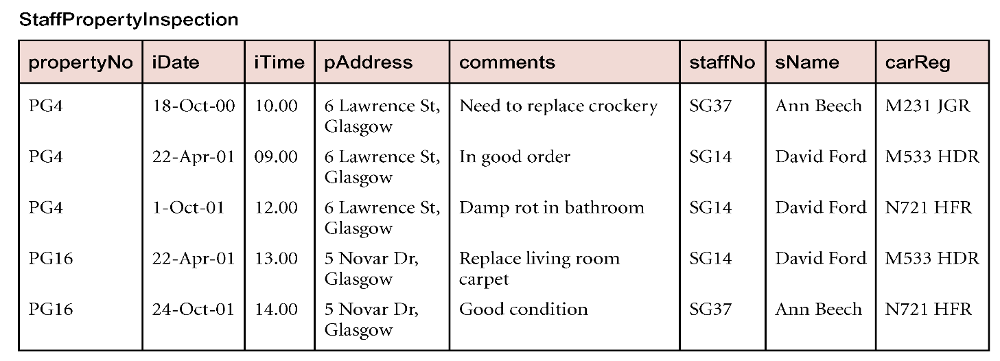 StaffPropertyInspection
propertyNo iDate iTime pAddress comments staffNo sName carReg
PG4 18-Oct-00 10.00 6 Lawrence St, Need to replace crockery SG37 Ann Beech M231 JGR
Glasgow
PG4 22-Apr-01 09.00 6 Lawrence St, In good order SG14 David Ford M533 HDR
Glasgow
PG4 1-Oct-01 12.00 6 Lawrence St, Damp rot in bathroom SG14 David Ford N721 HFR
Glasgow
PG16 22-Apr-01 13.00 5 Novar Dr, Replace living room SG14 David Ford M533 HDR
Glasgow carpet
PG16 24-Oct-01 14.00 5 Novar Dr, Good condition SG37 Ann Beech N721 HFR
Glasgow